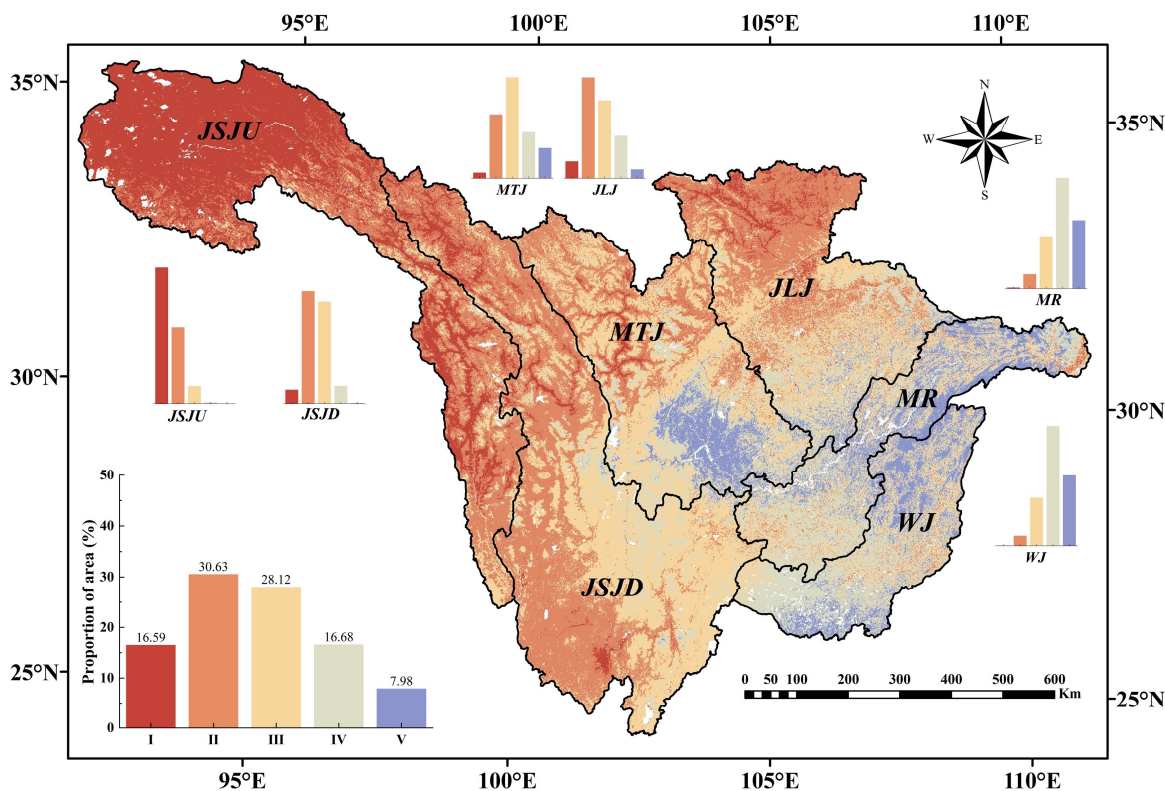 95°E 100°E 105°E 110°E
35°N
35°N
N
W E
S
JSJU
MTJ JLJ
JLJ
MR
MTJ
30°N
30°N
JSJU JSJD
MR
WJ
WJ
JSJD
Proportion of area (%)
50
40
30
20
10
0
16.59
30.63
28.12
16.68
7.98
I II III IV V
25°N
25°N
0 50 100 200 300 400 500 600
Km
95°E 100°E 105°E 110°E